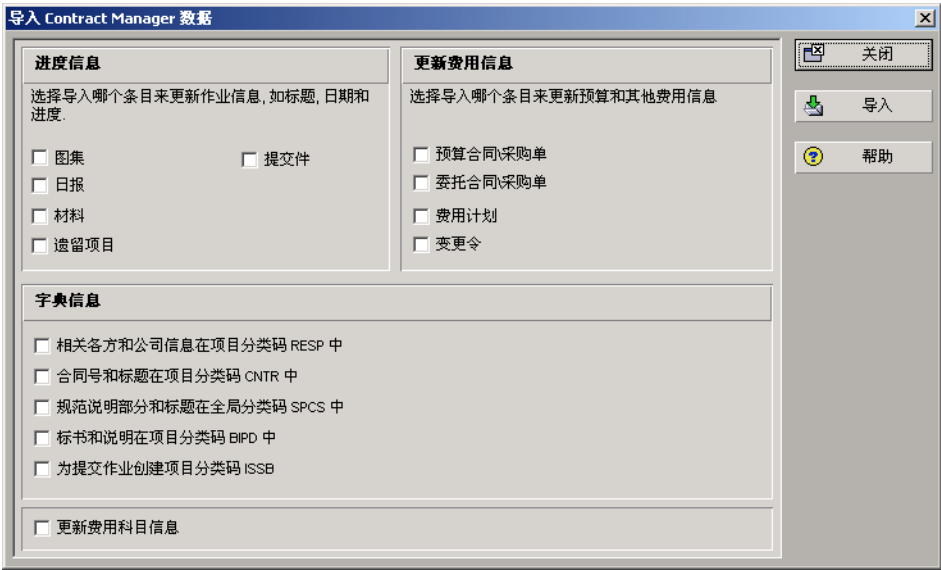 导入 Contract Manager 数据
进度信息
选择导入哪个条目来更新作业信息, 如标题, 日期和
进度.
图集
提交件
日报
材料
遗留项目
更新费用信息
选择导入哪个条目来更新预算和其他费用信息
预算合同\采购单
委托合同\采购单
费用计划
变更令
关闭
导入
帮助
字典信息
相关各方和公司信息在项目分类码 RESP 中
合同号和标题在项目分类码 CNTR 中
规范说明部分和标题在全局分类码 SPCS 中
标书和说明在项目分类码 BIPD 中
为提交作业创建项目分类码 ISSB
更新费用科目信息